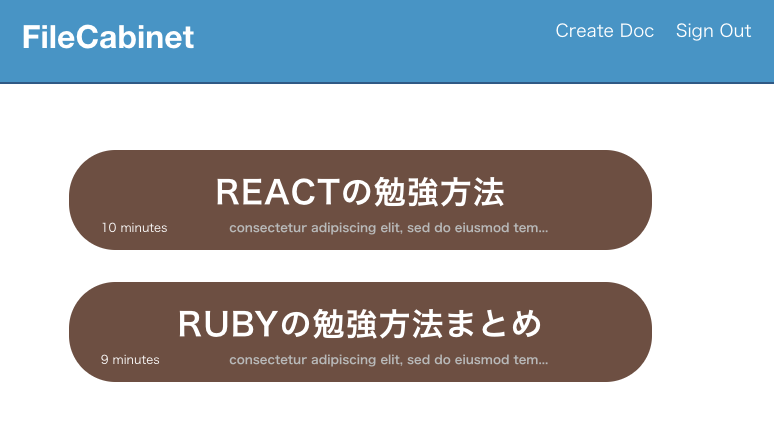 FileCabinet
Create Doc Sign Out
REACTの勉強方法
10 minutes consectetur adipiscing elit, sed do eiusmod tem...
RUBYの勉強方法まとめ
9 minutes consectetur adipiscing elit, sed do eiusmod tem...